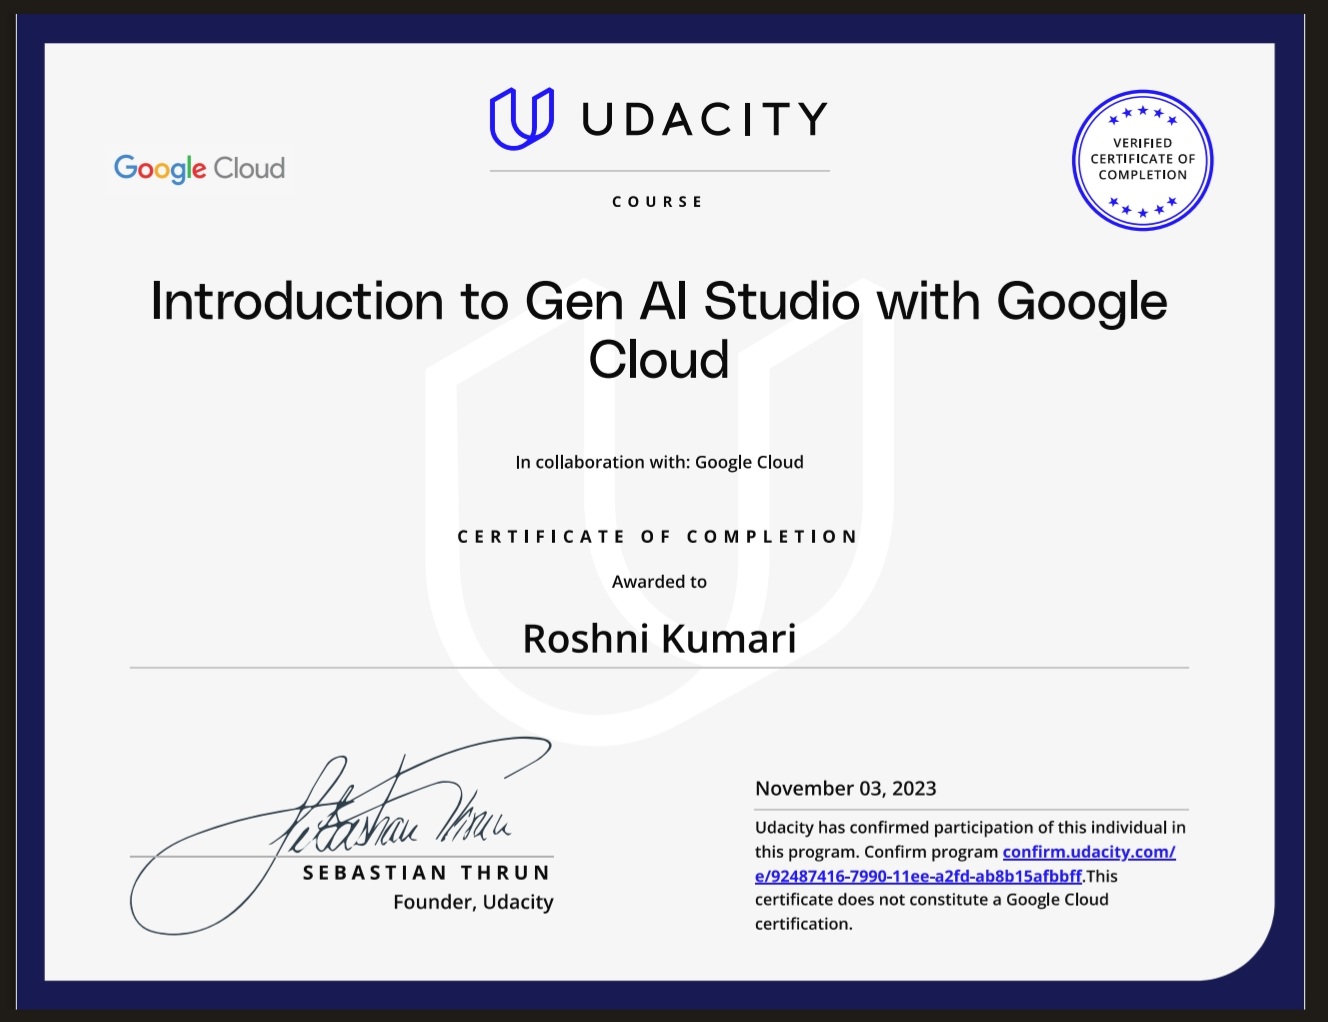 UDACITY
Google Cloud
VERIFIED
CERTIFICATE OF
COMPLETION
COURSE
Introduction to Gen AI Studio with Google
Cloud
In collaboration with: Google Cloud
CERTIFICATE OF COMPLETION
Awarded to
Roshni Kumari
Sebastian Thrun
SEBASTIAN THRUN
Founder, Udacity
November 03, 2023
Udacity has confirmed participation of this individual in
this program. Confirm program confirm.udacity.com/
e/92487416-7990-11ee-a2fd-ab8b15afbbff.This
certificate does not constitute a Google Cloud
certification.